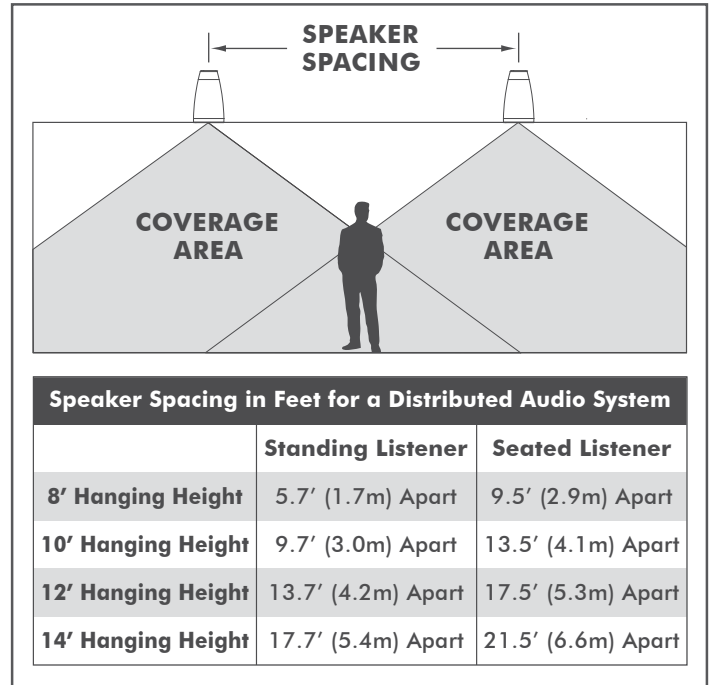 SPEAKER
SPACING
COVERAGE
AREA
COVERAGE
AREA
Speaker Spacing in Feet for a Distributed Audio System
Standing Listener Seated Listener
8’ Hanging Height 5.7’ (1.7m) Apart 9.5’ (2.9m) Apart
10’ Hanging Height 9.7’ (3.0m) Apart 13.5’ (4.1m) Apart
12’ Hanging Height 13.7’ (4.2m) Apart 17.5’ (5.3m) Apart
14’ Hanging Height 17.7’ (5.4m) Apart 21.5’ (6.6m) Apart